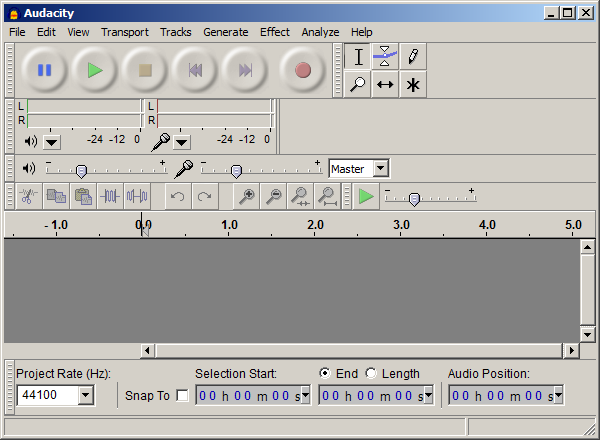 Audacity
File Edit View Transport Tracks Generate Effect Analyze Help
L L
R R
-24 -12 0 -24 -12 0
- + - + Master
- +
- 1.0 0.0 1.0 2.0 3.0 4.0 5.0
Project Rate (Hz): Selection Start: End Length Audio Position:
44100 Snap To 00 h 00 m 00 s 00 h 00 m 00 s 00 h 00 m 00 s